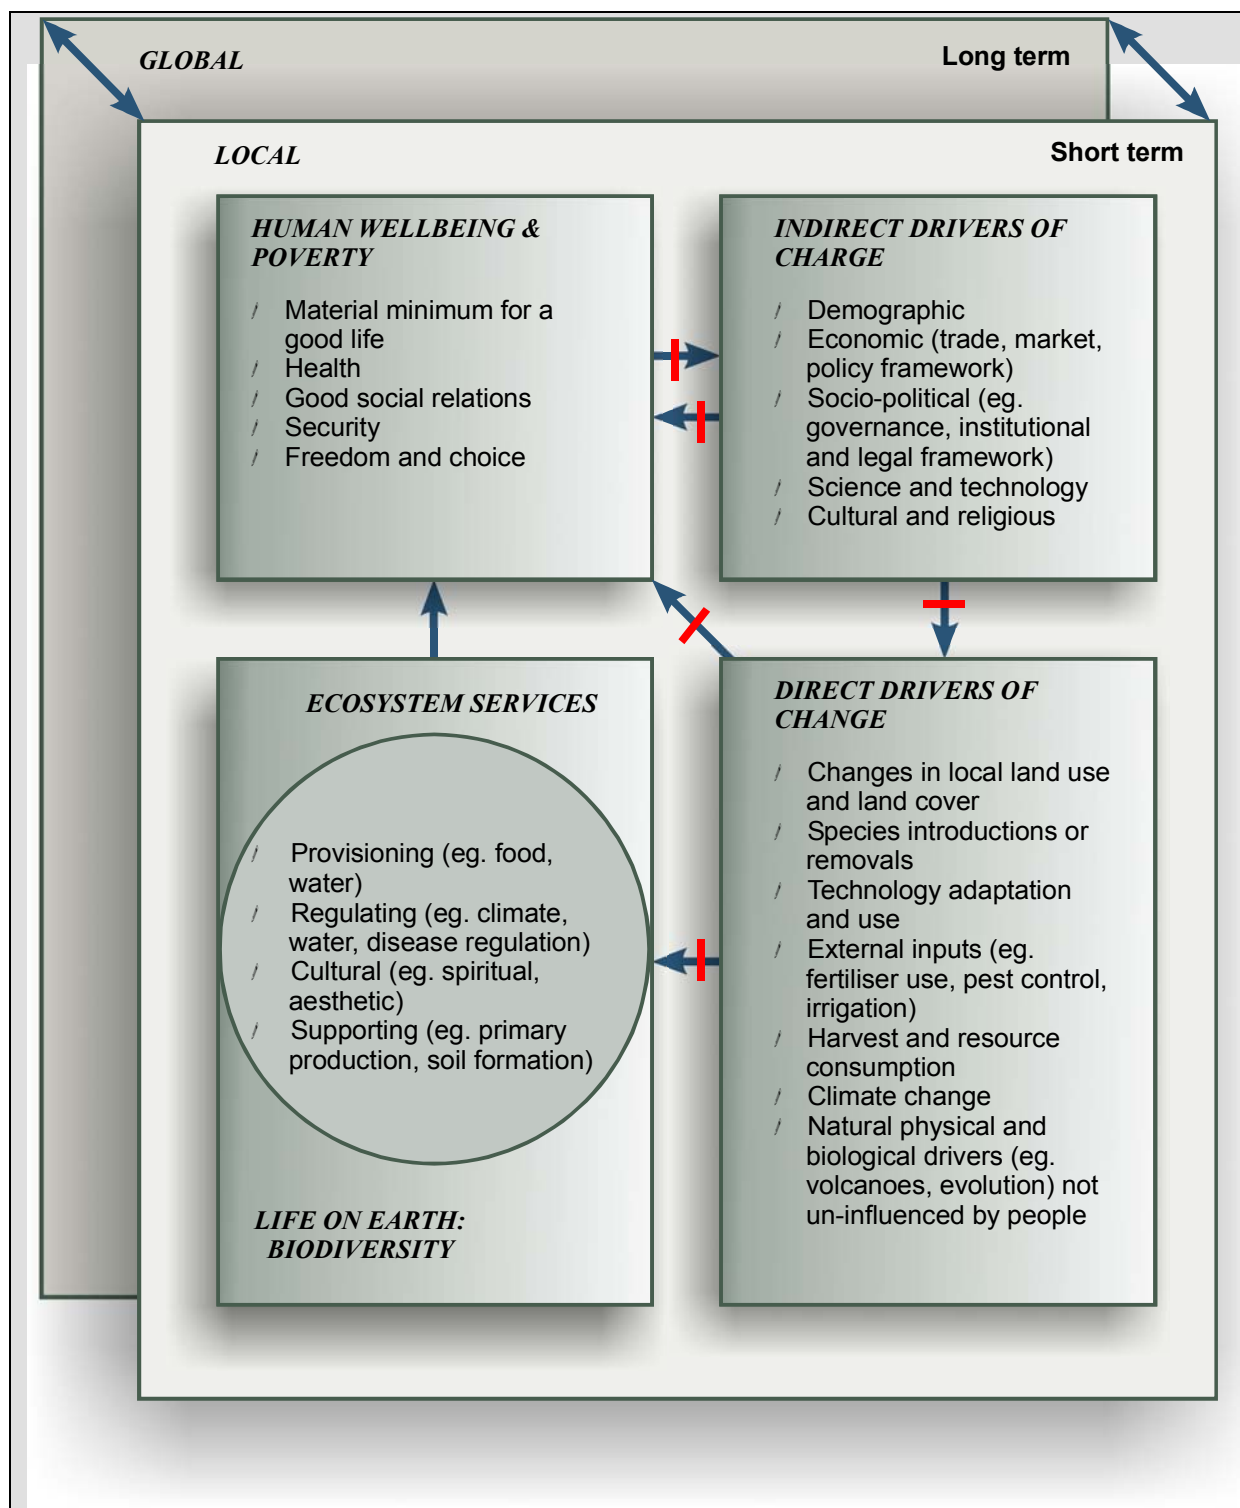 GLOBAL
Long term
LOCAL
Short term
HUMAN WELLBEING &
POVERTY
Material minimum for a
good life
Health
Good social relations
Security
Freedom and choice
INDIRECT DRIVERS OF
CHARGE
Demographic
Economic (trade, market,
policy framework)
Socio-political (eg.
governance, institutional
and legal framework)
Science and technology
Cultural and religious
ECOSYSTEM SERVICES
Provisioning (eg. food,
water)
Regulating (eg. climate,
water, disease regulation)
Cultural (eg. spiritual,
aesthetic)
Supporting (eg. primary
production, soil formation)
LIFE ON EARTH:
BIODIVERSITY
DIRECT DRIVERS OF
CHANGE
Changes in local land use
and land cover
Species introductions or
removals
Technology adaptation
and use
External inputs (eg.
fertiliser use, pest control,
irrigation)
Harvest and resource
consumption
Climate change
Natural physical and
biological drivers (eg.
volcanoes, evolution) not
un-influenced by people